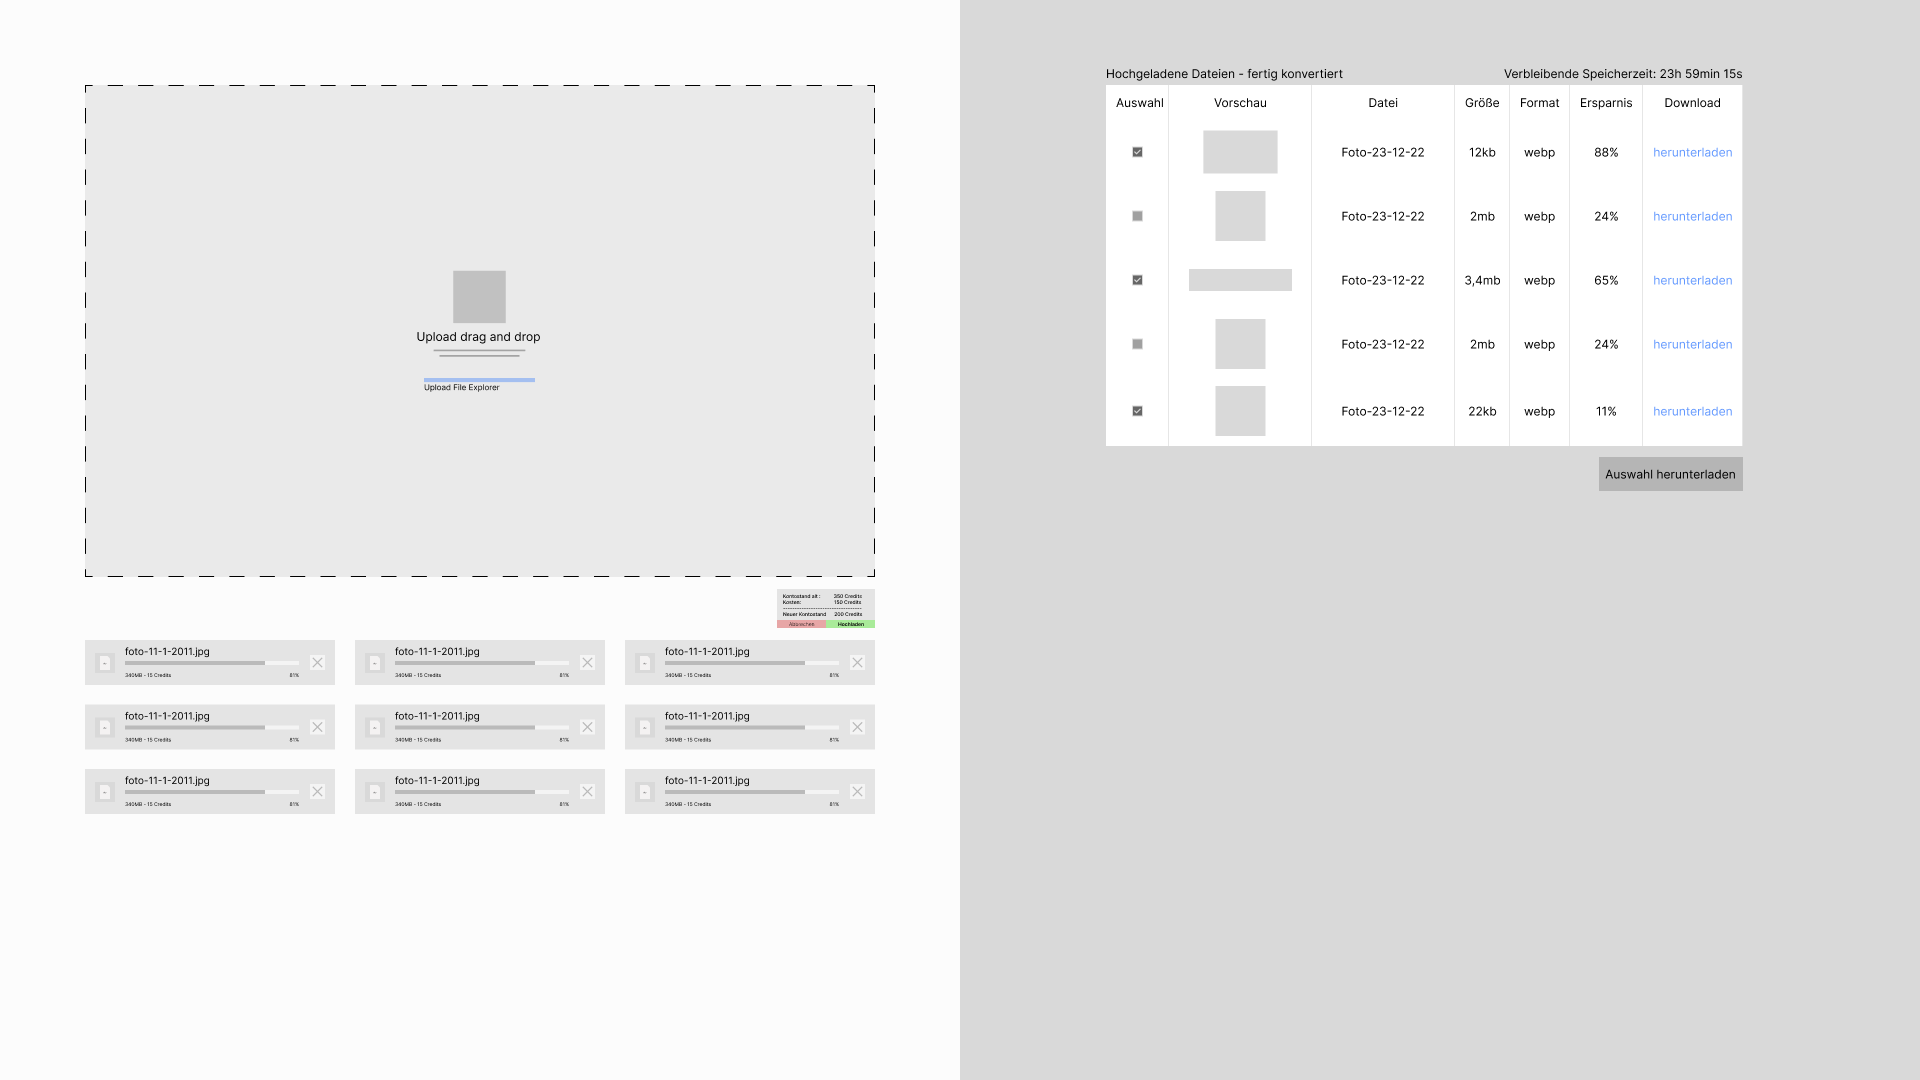 Upload drag and drop
Upload File Explorer
Kontostand alt : 350 Credits
Kosten: 150 Credits
Neuer Kontostand 200 Credits
Abbrechen Hochladen
foto-11-1-2011.jpg
340MB - 15 Credits 81%
foto-11-1-2011.jpg
340MB - 15 Credits 81%
foto-11-1-2011.jpg
340MB - 15 Credits 81%
foto-11-1-2011.jpg
340MB - 15 Credits 81%
foto-11-1-2011.jpg
340MB - 15 Credits 81%
foto-11-1-2011.jpg
340MB - 15 Credits 81%
foto-11-1-2011.jpg
340MB - 15 Credits 81%
foto-11-1-2011.jpg
340MB - 15 Credits 81%
foto-11-1-2011.jpg
340MB - 15 Credits 81%
Hochgeladene Dateien - fertig konvertiert Verbleibende Speicherzeit: 23h 59min 15s
Auswahl Vorschau Datei Größe Format Ersparnis Download
Foto-23-12-22 12kb webp 88% herunterladen
Foto-23-12-22 2mb webp 24% herunterladen
Foto-23-12-22 3,4mb webp 65% herunterladen
Foto-23-12-22 2mb webp 24% herunterladen
Foto-23-12-22 22kb webp 11% herunterladen
Auswahl herunterladen